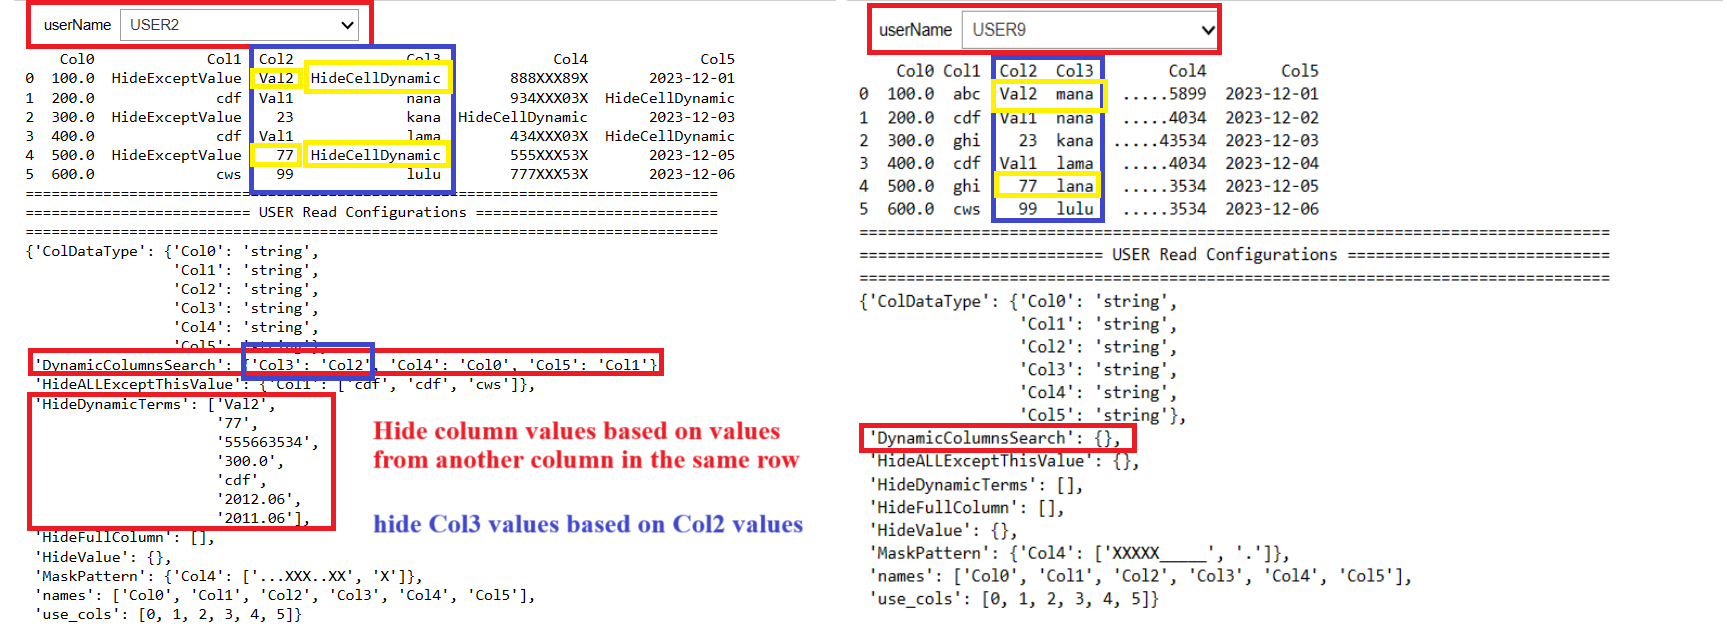 userName USER2
Col0 Col1 Col2 Col3 Col4 Col5
0 100.0 HideExceptValue Val2 HideCellDynamic 888XXX89X 2023-12-01
1 200.0 cdf Val1 nana 934XXX03X HideCellDynamic
2 300.0 HideExceptValue 23 kana HideCellDynamic 2023-12-03
3 400.0 cdf Val1 lama 434XXX03X HideCellDynamic
4 500.0 HideExceptValue 77 HideCellDynamic 555XXX53X 2023-12-05
5 600.0 cws 99 lulu 777XXX53X 2023-12-06
================================================================================
========================== USER Read Configurations ============================
================================================================================
{'ColDataType': {'Col0': 'string',
'Col1': 'string',
'Col2': 'string',
'Col3': 'string',
'Col4': 'string',
'Col5': 'string'},
'DynamicColumnsSearch': {'Col3': 'Col2', 'Col4': 'Col0', 'Col5': 'Col1'}
'HideALLExceptThisValue': {'Col1': ['cdf', 'cdf', 'cws']},
'HideDynamicTerms': ['Val2',
'77',
'555663534',
'300.0',
'cdf',
'2012.06',
'2011.06'],
'HideFullColumn': [],
'HideValue': {},
'MaskPattern': {'Col4': ['...XXX..XX', 'X']},
'names': ['Col0', 'Col1', 'Col2', 'Col3', 'Col4', 'Col5'],
'use_cols': [0, 1, 2, 3, 4, 5]}
Hide column values based on values
from another column in the same row
hide Col3 values based on Col2 values
userName USER9
Col0 Col1 Col2 Col3 Col4 Col5
0 100.0 abc Val2 mana .....5899 2023-12-01
1 200.0 cdf Val1 nana .....4034 2023-12-02
2 300.0 ghi 23 kana .....43534 2023-12-03
3 400.0 cdf Val1 lama .....4034 2023-12-04
4 500.0 ghi 77 lana .....3534 2023-12-05
5 600.0 cws 99 lulu .....3534 2023-12-06
================================================================================
========================== USER Read Configurations ============================
================================================================================
{'ColDataType': {'Col0': 'string',
'Col1': 'string',
'Col2': 'string',
'Col3': 'string',
'Col4': 'string',
'Col5': 'string'},
'DynamicColumnsSearch': {},
'HideALLExceptThisValue': {},
'HideDynamicTerms': [],
'HideFullColumn': [],
'HideValue': {},
'MaskPattern': {'Col4': ['XXXXX_____', '.']},
'names': ['Col0', 'Col1', 'Col2', 'Col3', 'Col4', 'Col5'],
'use_cols': [0, 1, 2, 3, 4, 5]}